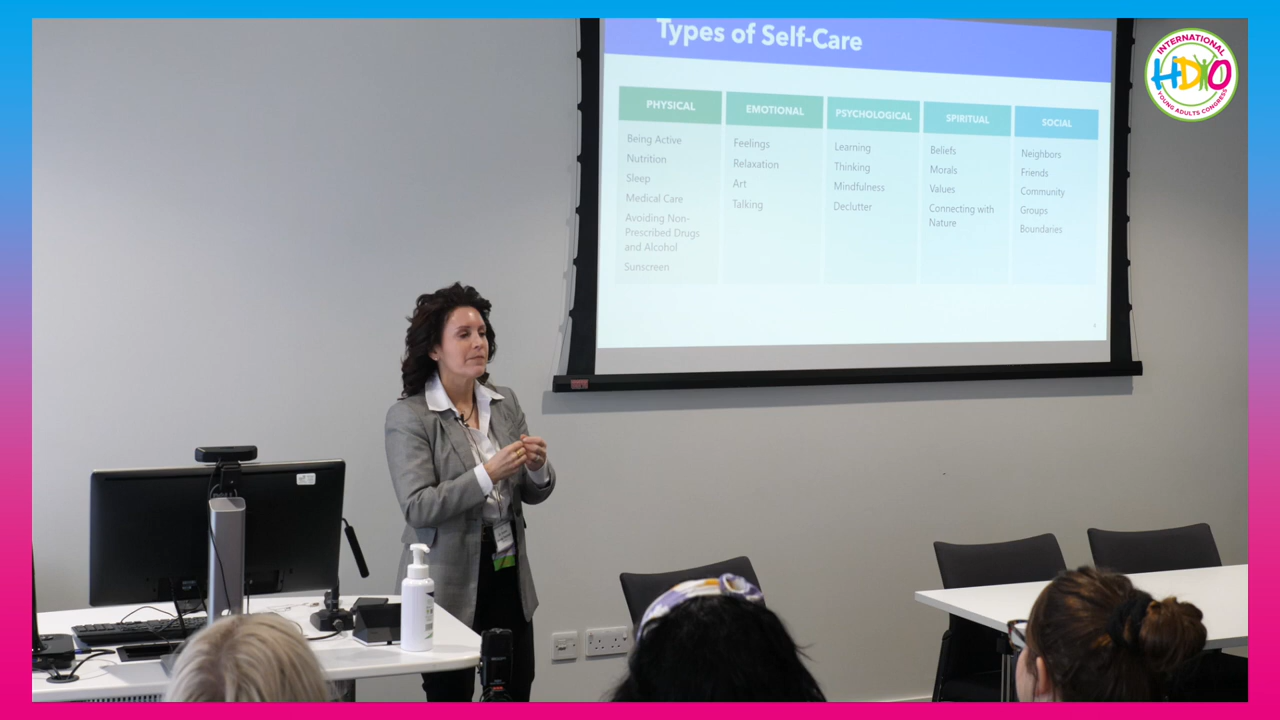 Types of Self-Care
PHYSICAL
Being Active
Nutrition
Sleep
Medical Care
Avoiding Non-
Prescribed Drugs
and Alcohol
Sunscreen
EMOTIONAL
Feelings
Relaxation
Art
Talking
PSYCHOLOGICAL
Learning
Thinking
Mindfulness
Declutter
SPIRITUAL
Beliefs
Morals
Values
Connecting with
Nature
SOCIAL
Neighbors
Friends
Community
Groups
Boundaries
INTERNATIONAL
HDYO
YOUNG ADULTS CONGRESS